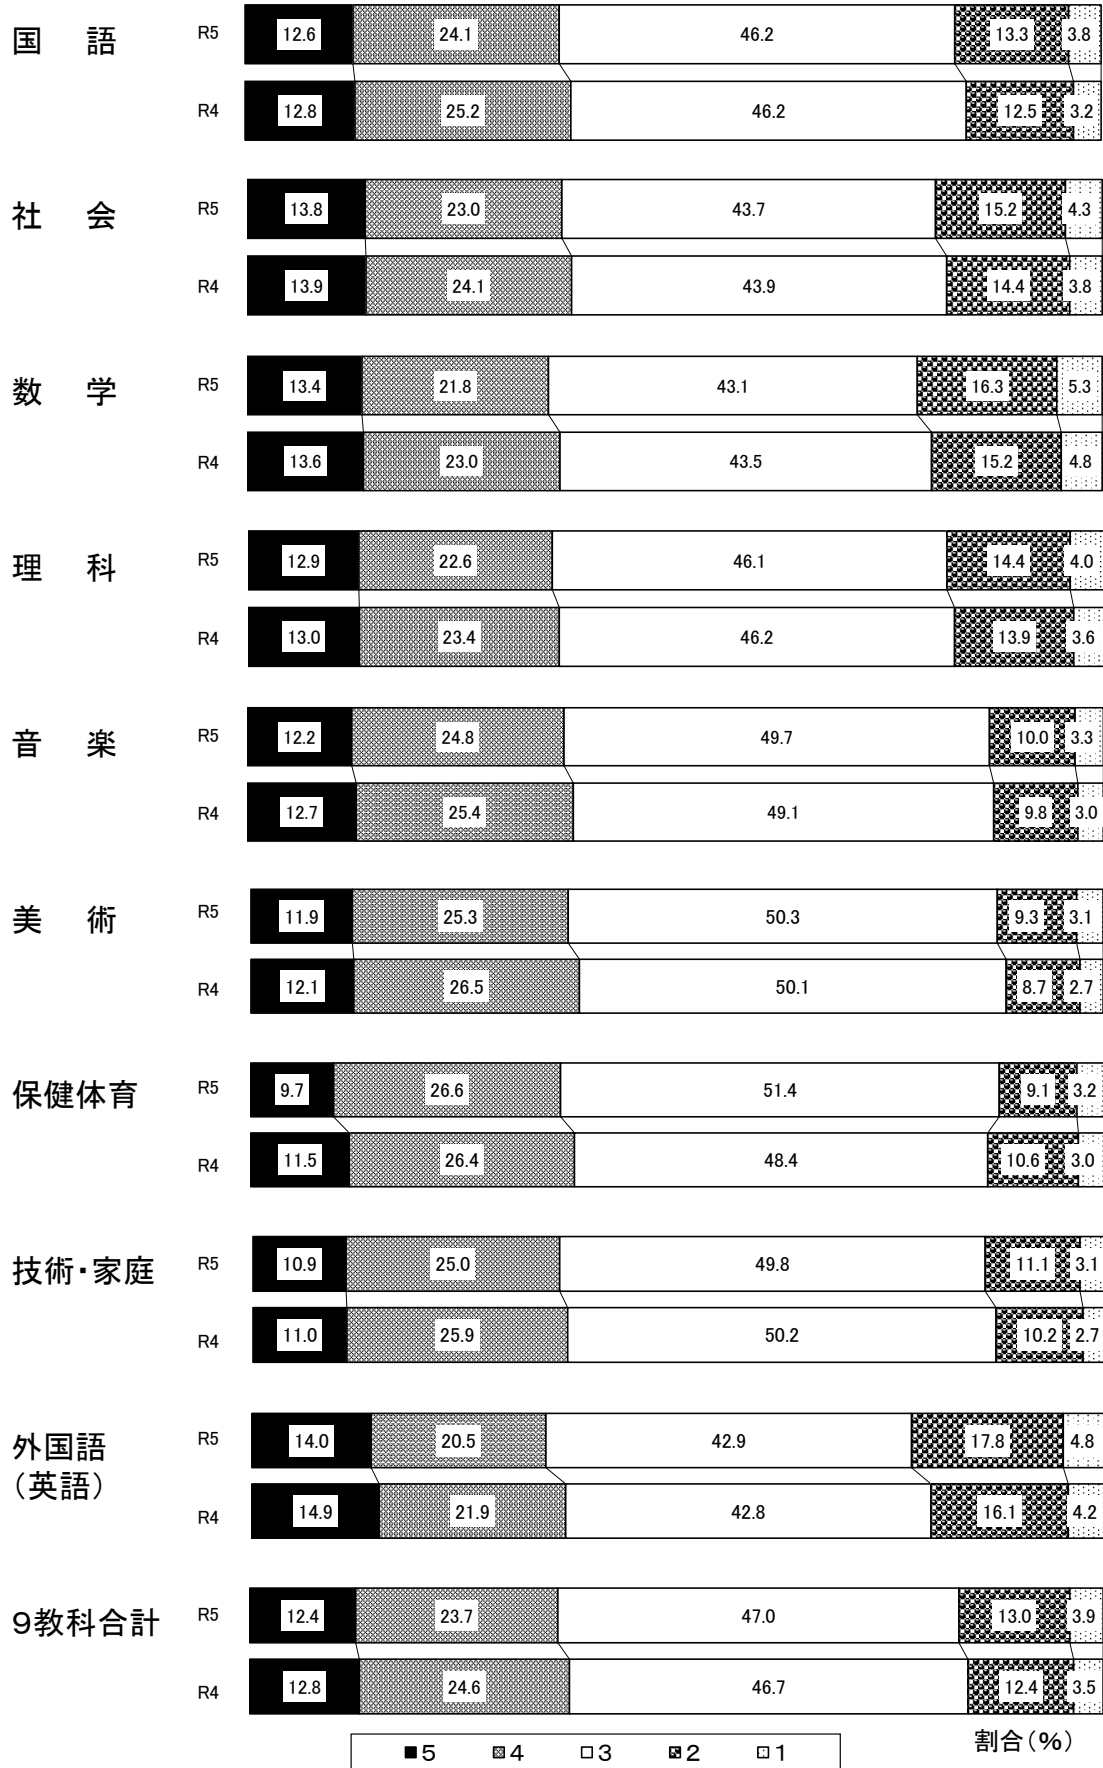 国 語
R5 12.6 24.1 46.2 13.3 3.8
R4 12.8 25.2 46.2 12.5 3.2
社 会
R5 13.8 23.0 43.7 15.2 4.3
R4 13.9 24.1 43.9 14.4 3.8
数 学
R5 13.4 21.8 43.1 16.3 5.3
R4 13.6 23.0 43.5 15.2 4.8
理 科
R5 12.9 22.6 46.1 14.4 4.0
R4 13.0 23.4 46.2 13.9 3.6
音 楽
R5 12.2 24.8 49.7 10.0 3.3
R4 12.7 25.4 49.1 9.8 3.0
美 術
R5 11.9 25.3 50.3 9.3 3.1
R4 12.1 26.5 50.1 8.7 2.7
保健体育
R5 9.7 26.6 51.4 9.1 3.2
R4 11.5 26.4 48.4 10.6 3.0
技術・家庭
R5 10.9 25.0 49.8 11.1 3.1
R4 11.0 25.9 50.2 10.2 2.7
外国語
（英語）
R5 14.0 20.5 42.9 17.8 4.8
R4 14.9 21.9 42.8 16.1 4.2
9教科合計
R5 12.4 23.7 47.0 13.0 3.9
R4 12.8 24.6 46.7 12.4 3.5
割合（%）
5 4 3 2 1